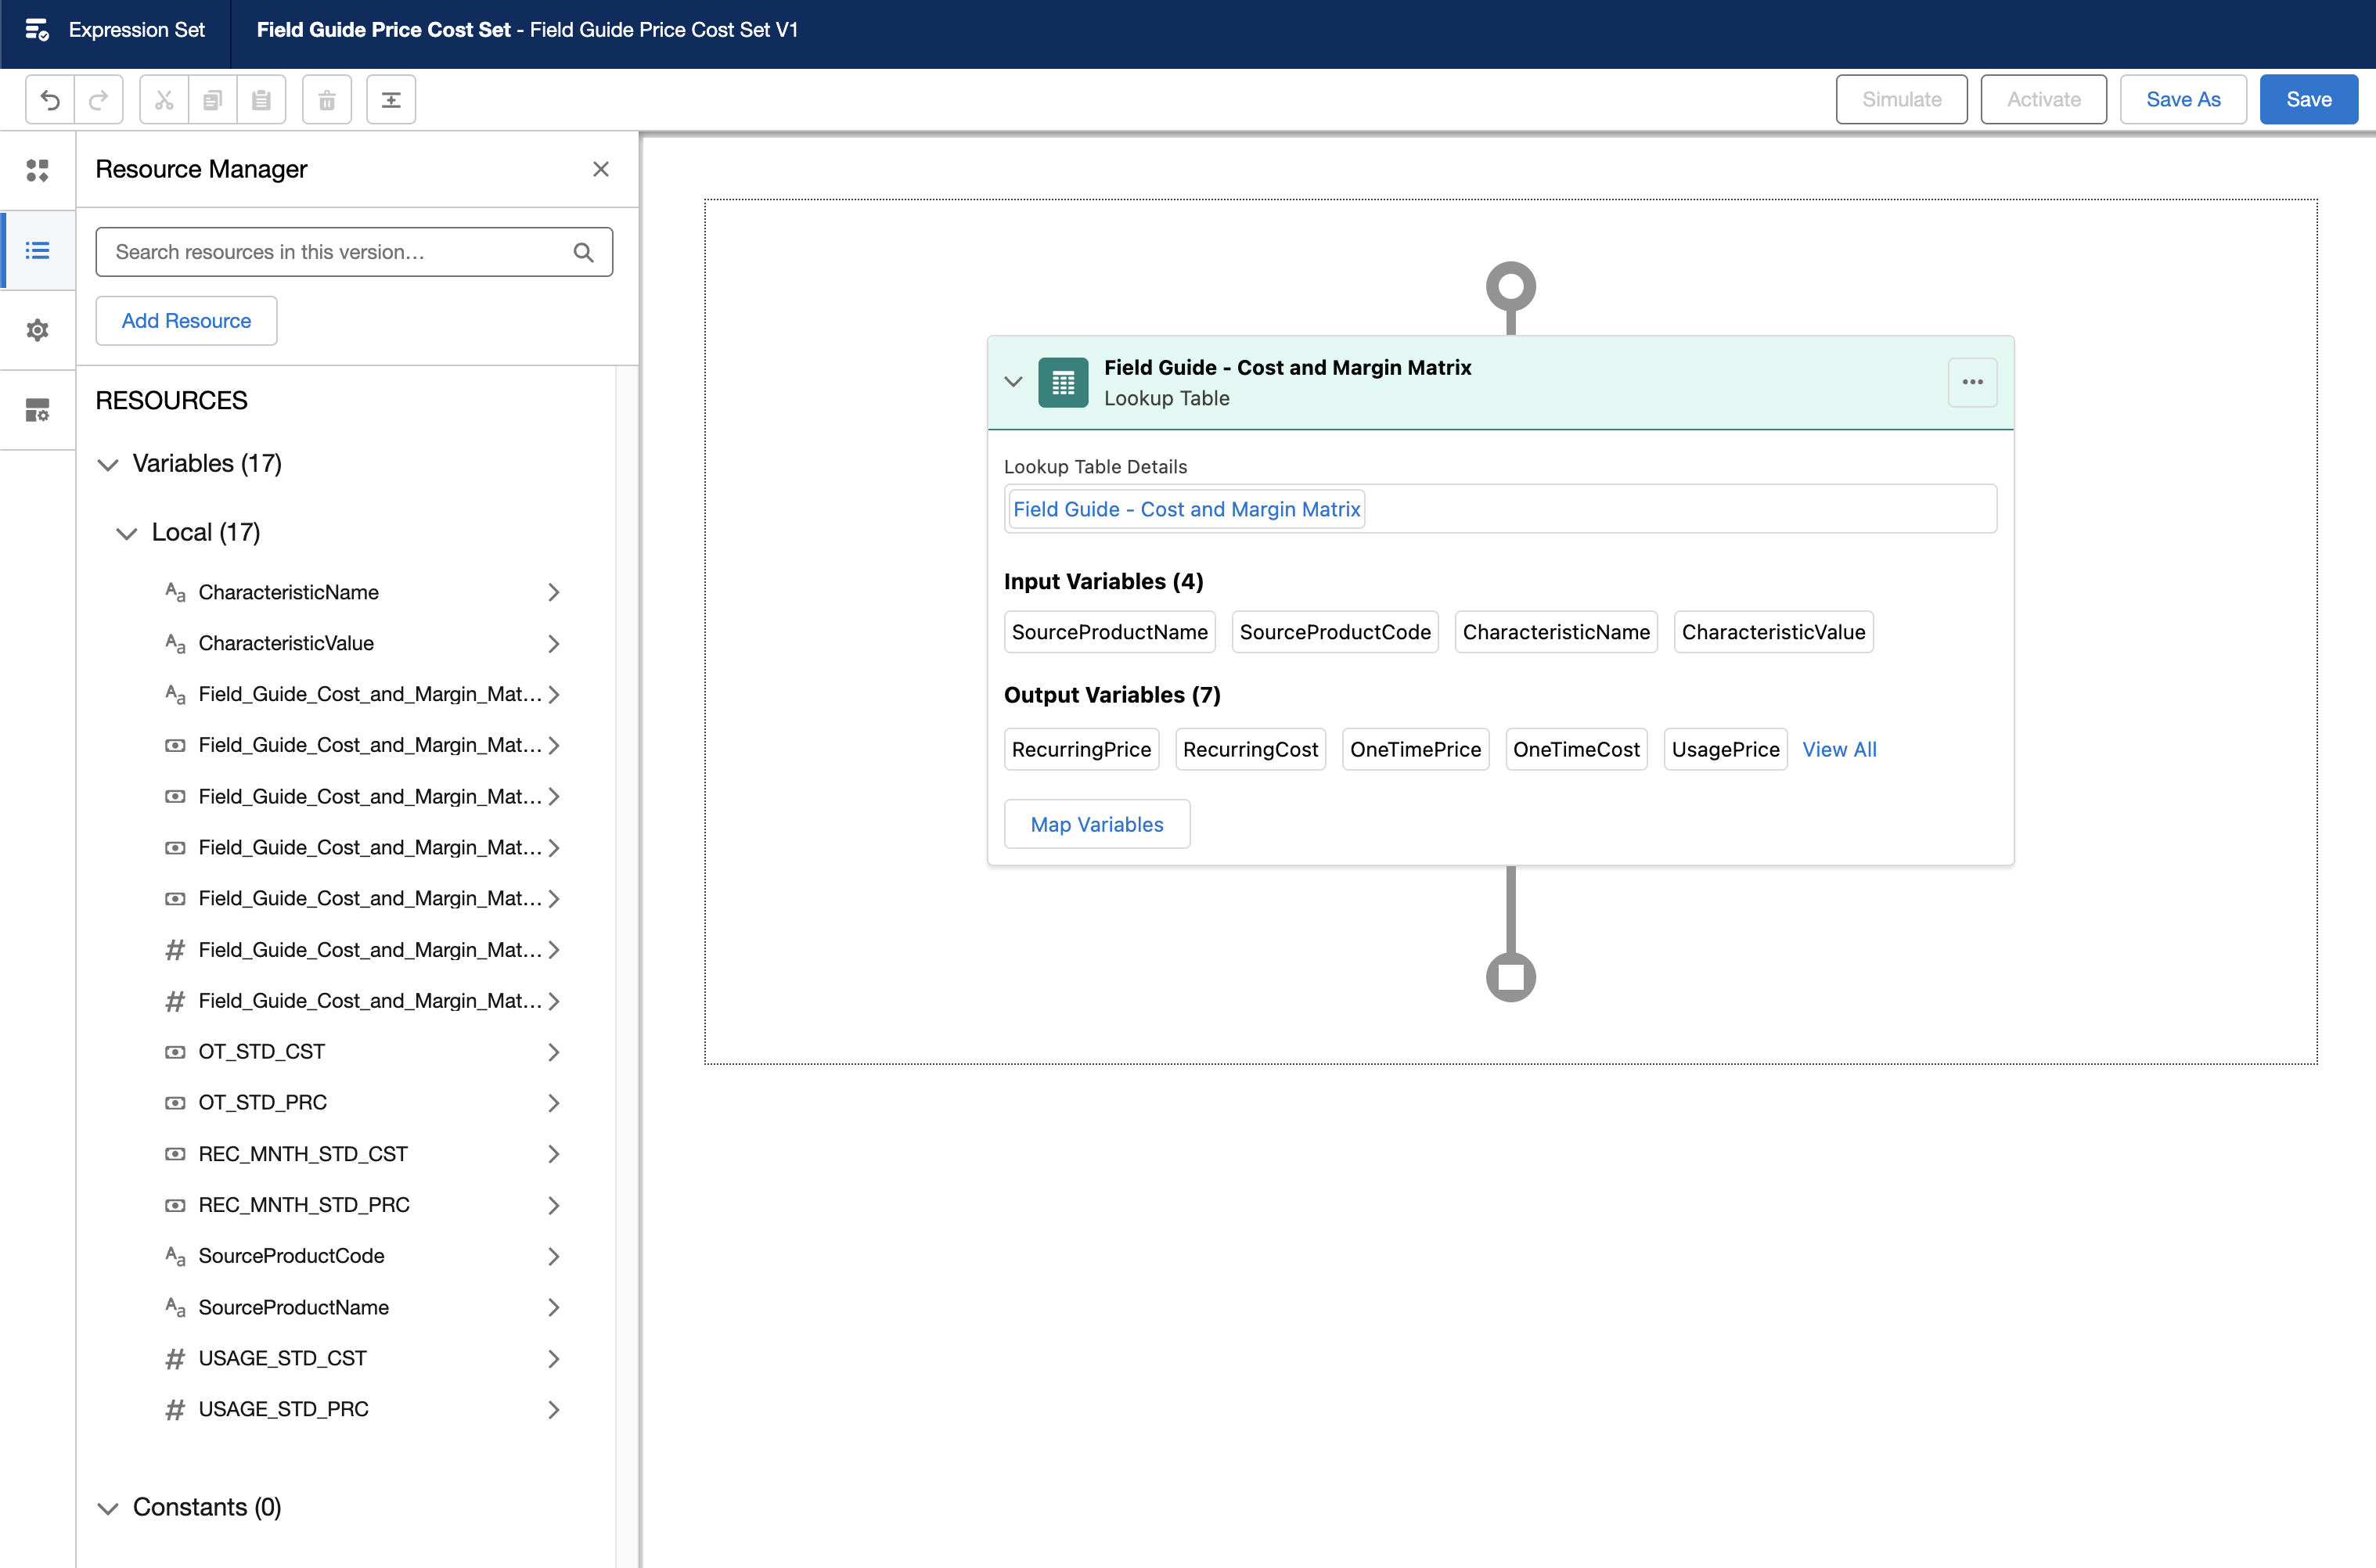 Expression Set
Field Guide Price Cost Set - Field Guide Price Cost Set V1
Simulate
Activate
Save As
Save
Resource Manager
Search resources in this version...
Add Resource
RESOURCES
Variables (17)
Local (17)
CharacteristicName
CharacteristicValue
Field_Guide_Cost_and_Margin_Mat...
Field_Guide_Cost_and_Margin_Mat...
Field_Guide_Cost_and_Margin_Mat...
Field_Guide_Cost_and_Margin_Mat...
Field_Guide_Cost_and_Margin_Mat...
Field_Guide_Cost_and_Margin_Mat...
Field_Guide_Cost_and_Margin_Mat...
OT_STD_CST
OT_STD_PRC
REC_MNTH_STD_CST
REC_MNTH_STD_PRC
SourceProductCode
SourceProductName
USAGE_STD_CST
USAGE_STD_PRC
Constants (0)
Field Guide - Cost and Margin Matrix
Lookup Table
Lookup Table Details
Field Guide - Cost and Margin Matrix
Input Variables (4)
SourceProductName SourceProductCode CharacteristicName CharacteristicValue
Output Variables (7)
RecurringPrice RecurringCost OneTimePrice OneTimeCost UsagePrice View All
Map Variables